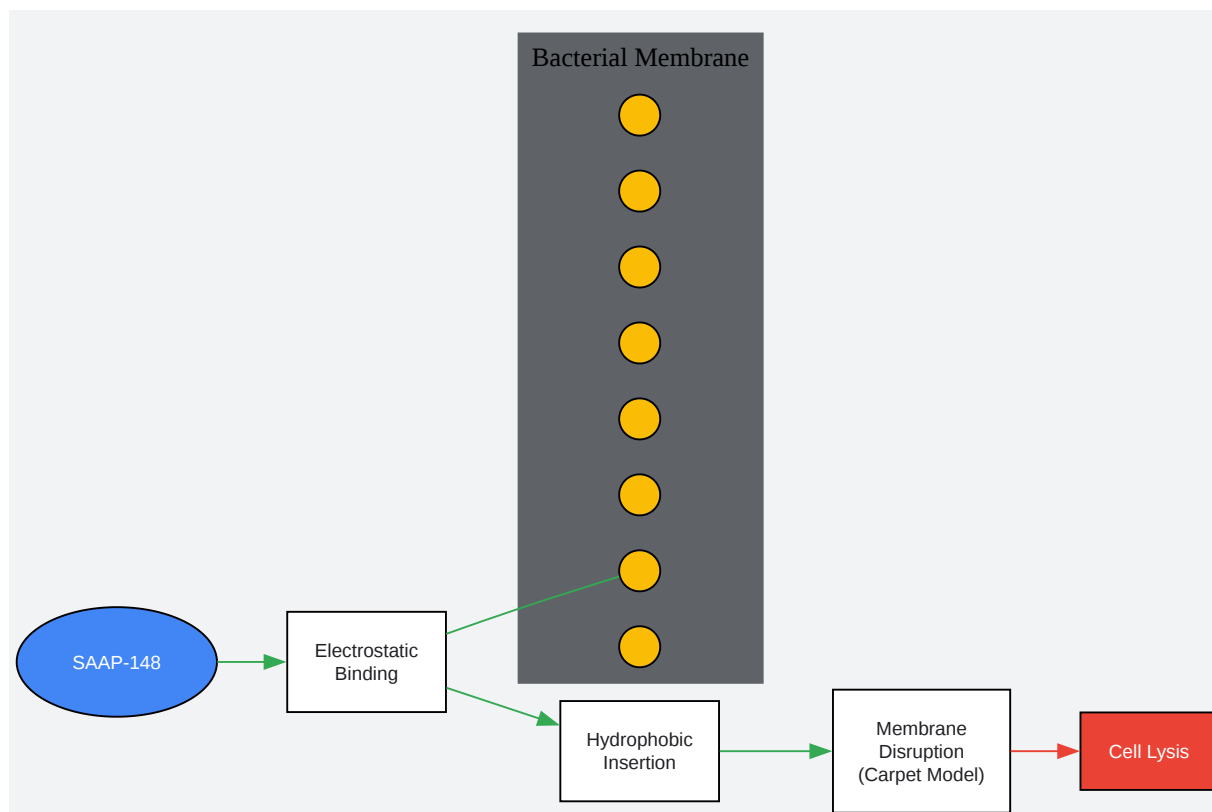 Bacterial Membrane
SAAP-148
Electrostatic
Binding
Hydrophobic
Insertion
Membrane
Disruption
(Carpet Model)
Cell Lysis